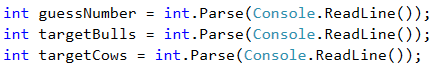 int guessNumber = int.Parse(Console.ReadLine());
int targetBulls = int.Parse(Console.ReadLine());
int targetCows = int.Parse(Console.ReadLine());